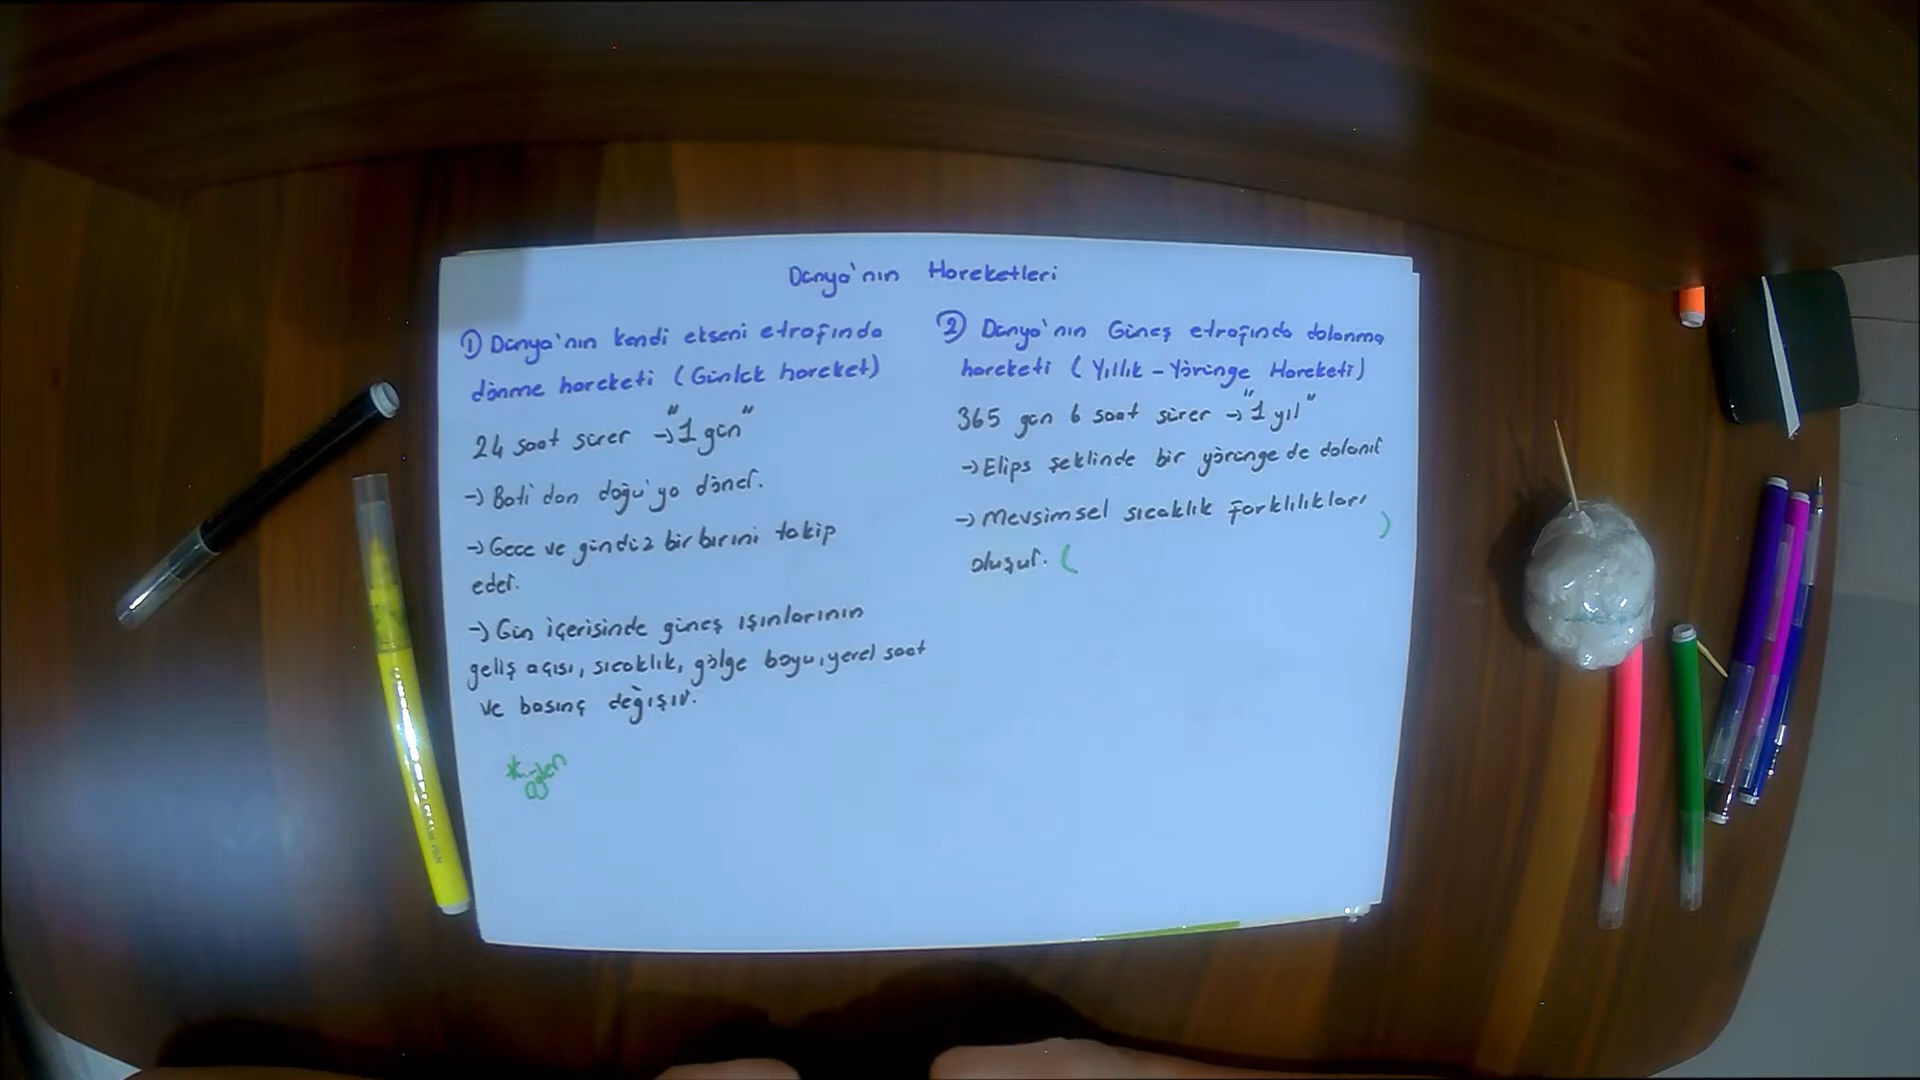 Dünya'nın Hareketleri
① Dünya'nın kendi ekseni etrafında
dönme hareketi (Günlük hareket)
24 saat sürer → "1 gün"
→ Batı'dan doğu'ya döner.
→ Gece ve gündüz birbirini takip
eder.
→ Gün içerisinde güneş ışınlarının
geliş açısı, sıcaklık, gölge boyu, yerel saat
ve basınç değişir.
② Dünya'nın Güneş etrafında dolanma
hareketi (Yıllık - Yörünge Hareketi)
365 gün 6 saat sürer → "1 yıl"
→ Elips şeklinde bir yörünge de dolanır
→ Mevsimsel sıcaklık farklılıkları
oluşur. ( )